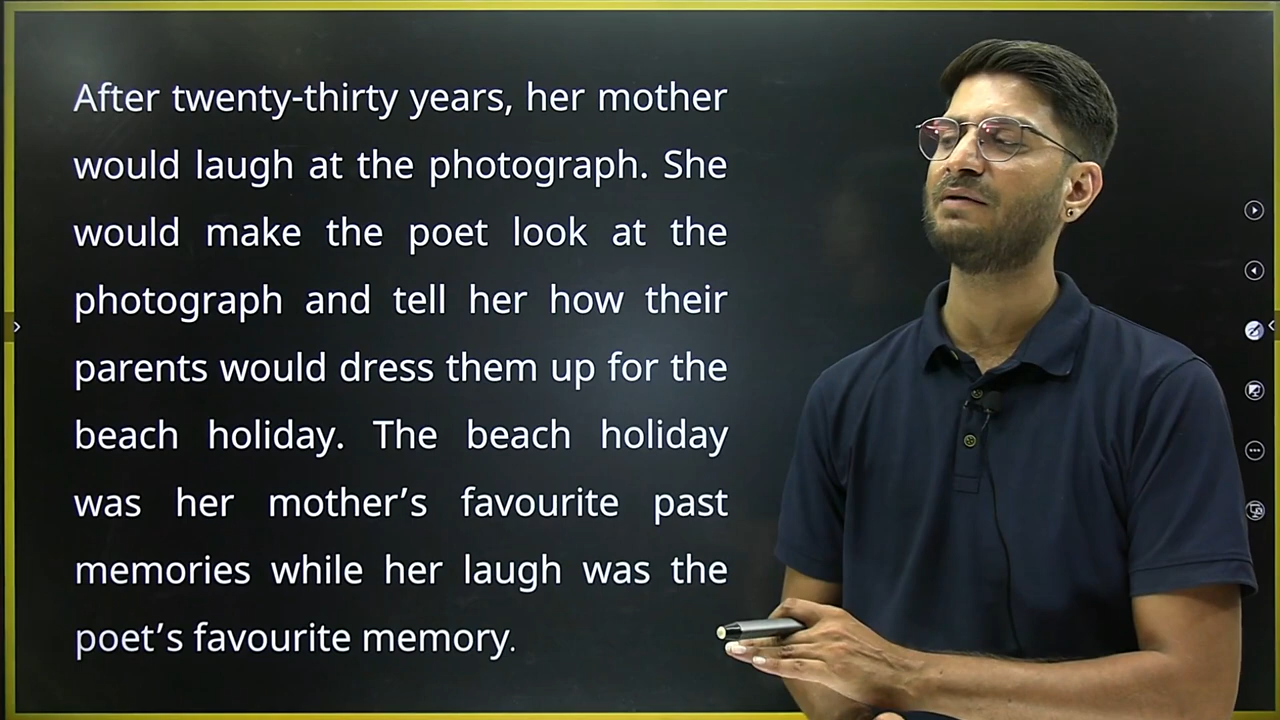 After twenty-thirty years, her mother
would laugh at the photograph. She
would make the poet look at the
photograph and tell her how their
parents would dress them up for the
beach holiday. The beach holiday
was her mother’s favourite past
memories while her laugh was the
poet’s favourite memory.